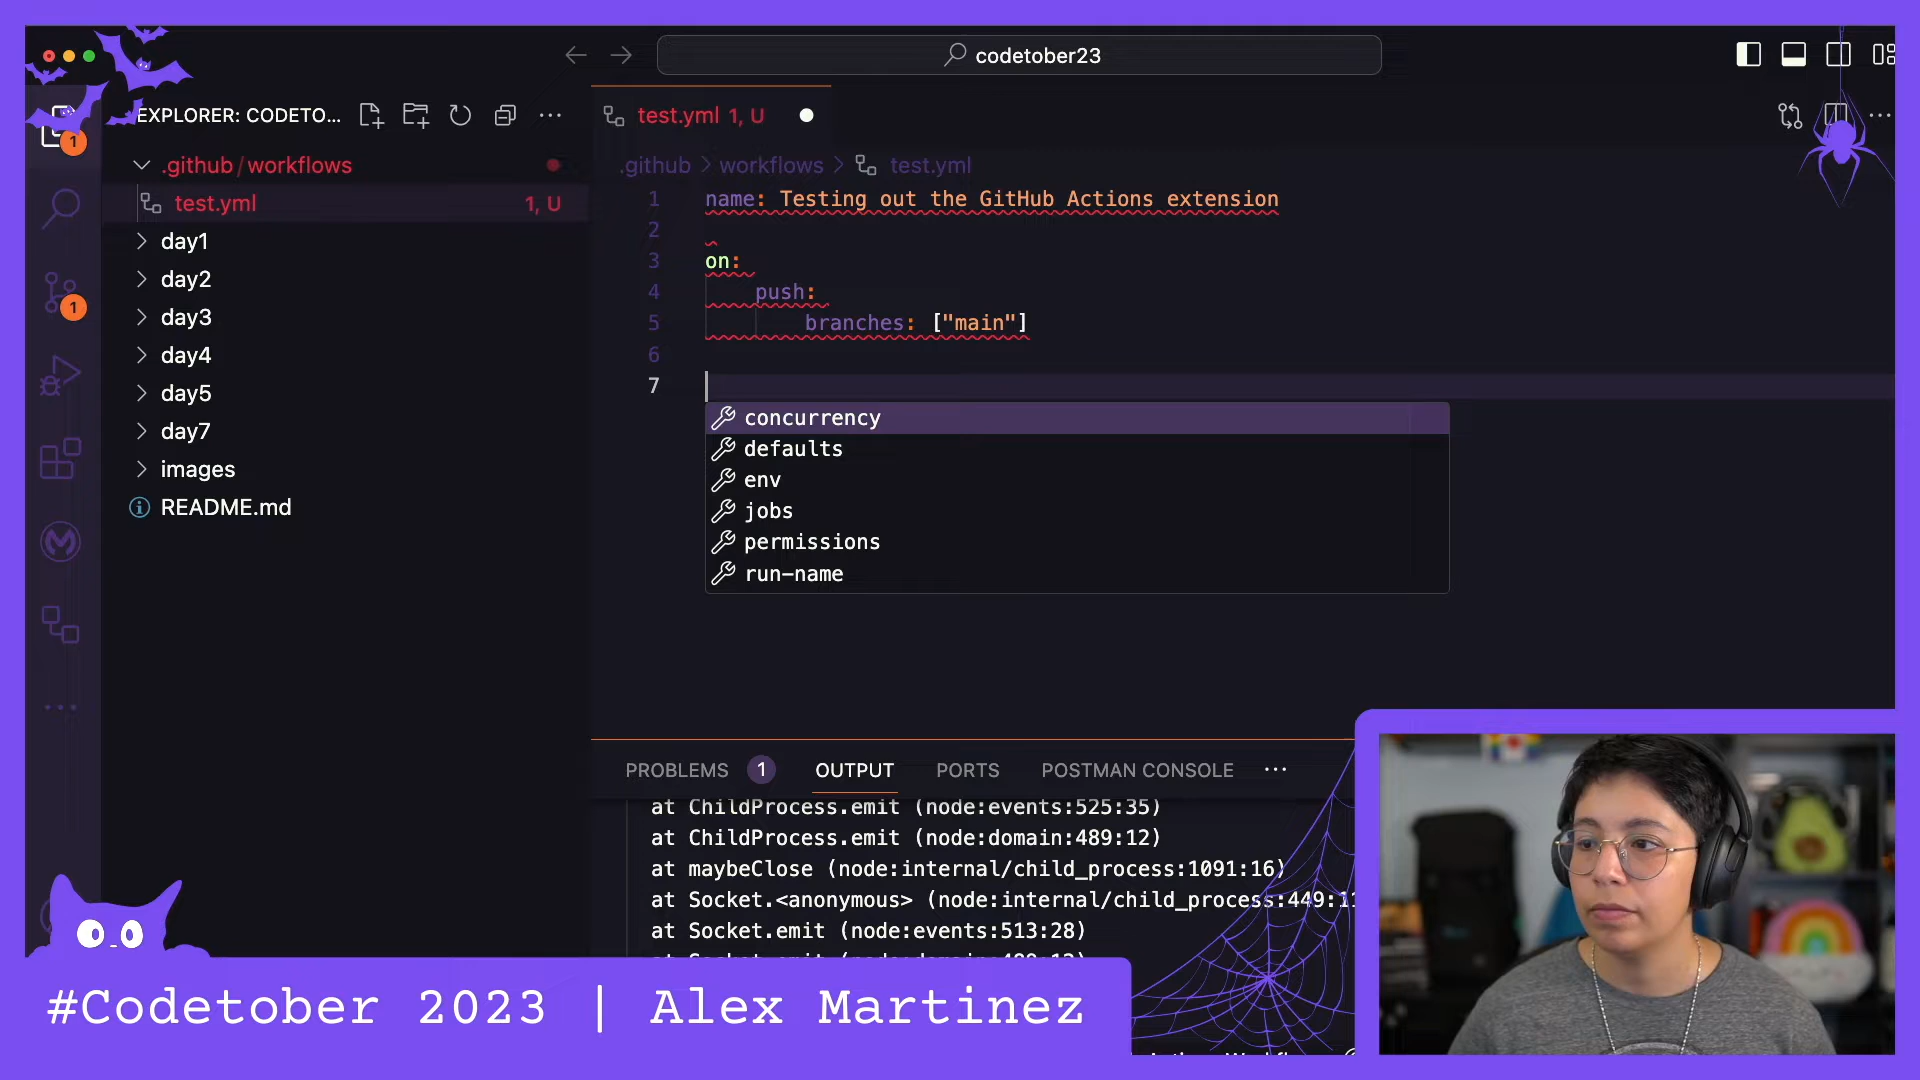 codetober23
EXPLORER: CODETO...
test.yml 1, U
.github/workflows
test.yml 1, U
day1
day2
day3
day4
day5
day7
images
README.md
1
1
.github > workflows > test.yml
1 name: Testing out the GitHub Actions extension
2
3 on:
4 push:
5 branches: ["main"]
6
7
concurrency
defaults
env
jobs
permissions
run-name
PROBLEMS 1 OUTPUT PORTS POSTMAN CONSOLE
at ChildProcess.emit (node:events:525:35)
at ChildProcess.emit (node:domain:489:12)
at maybeClose (node:internal/child_process:1091:16)
at Socket.<anonymous> (node:internal/child_process:449:11
at Socket.emit (node:events:513:28)
#Codetober 2023 | Alex Martinez